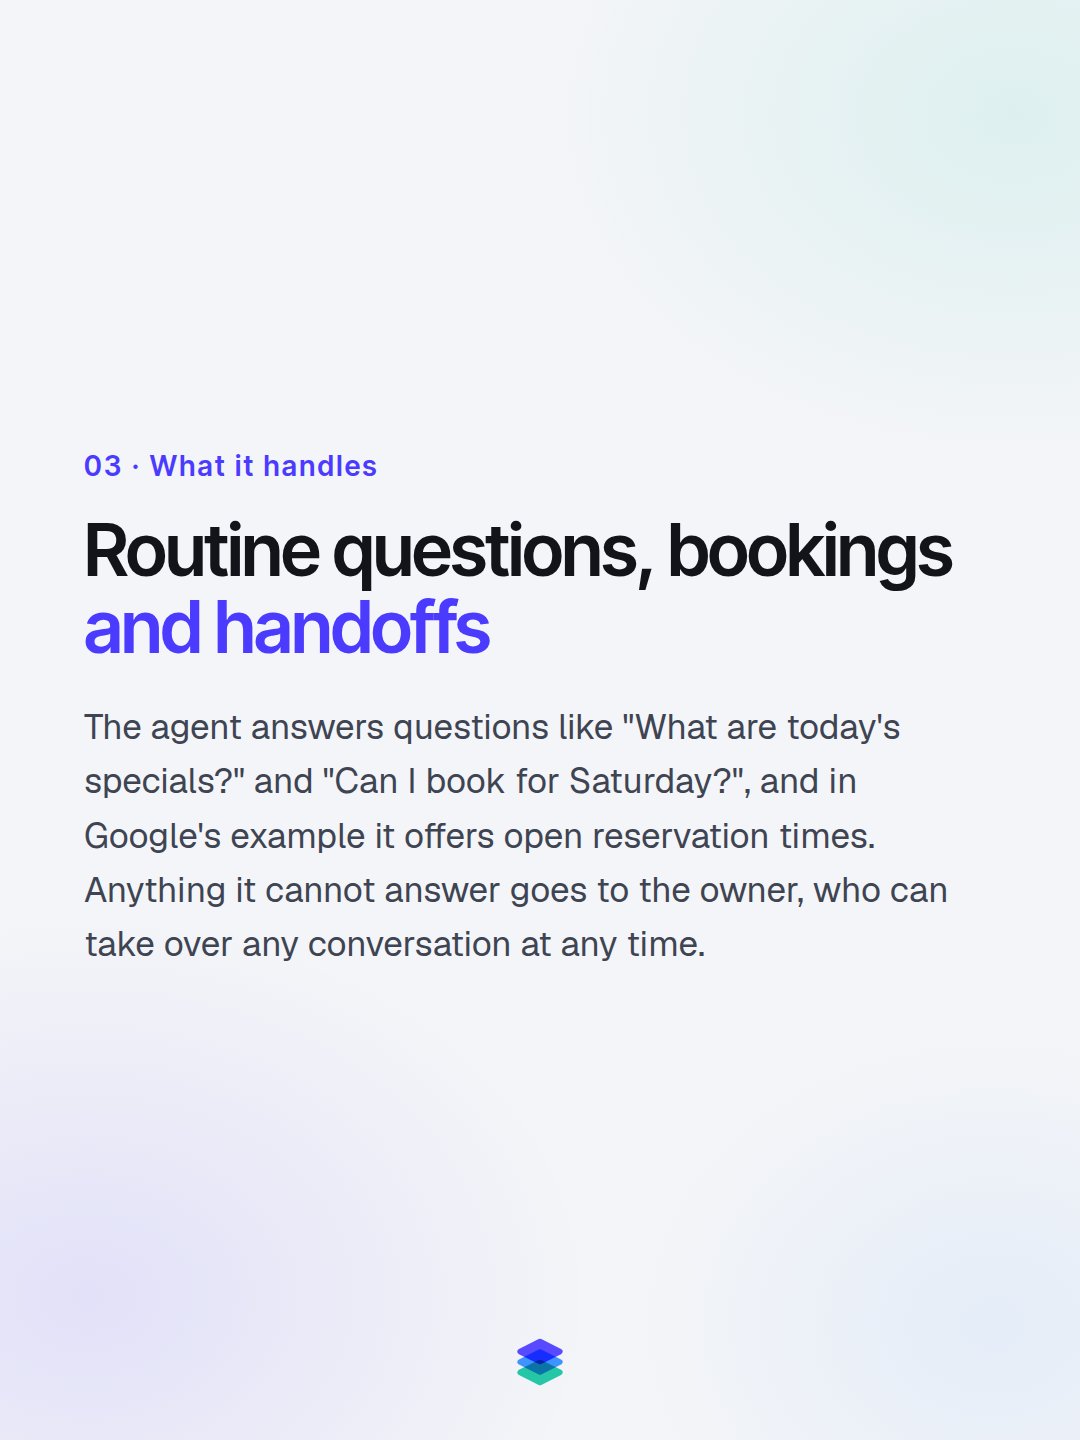 03 · What it handles
Routine questions, bookings
and handoffs
The agent answers questions like "What are today's
specials?" and "Can I book for Saturday?", and in
Google's example it offers open reservation times.
Anything it cannot answer goes to the owner, who can
take over any conversation at any time.